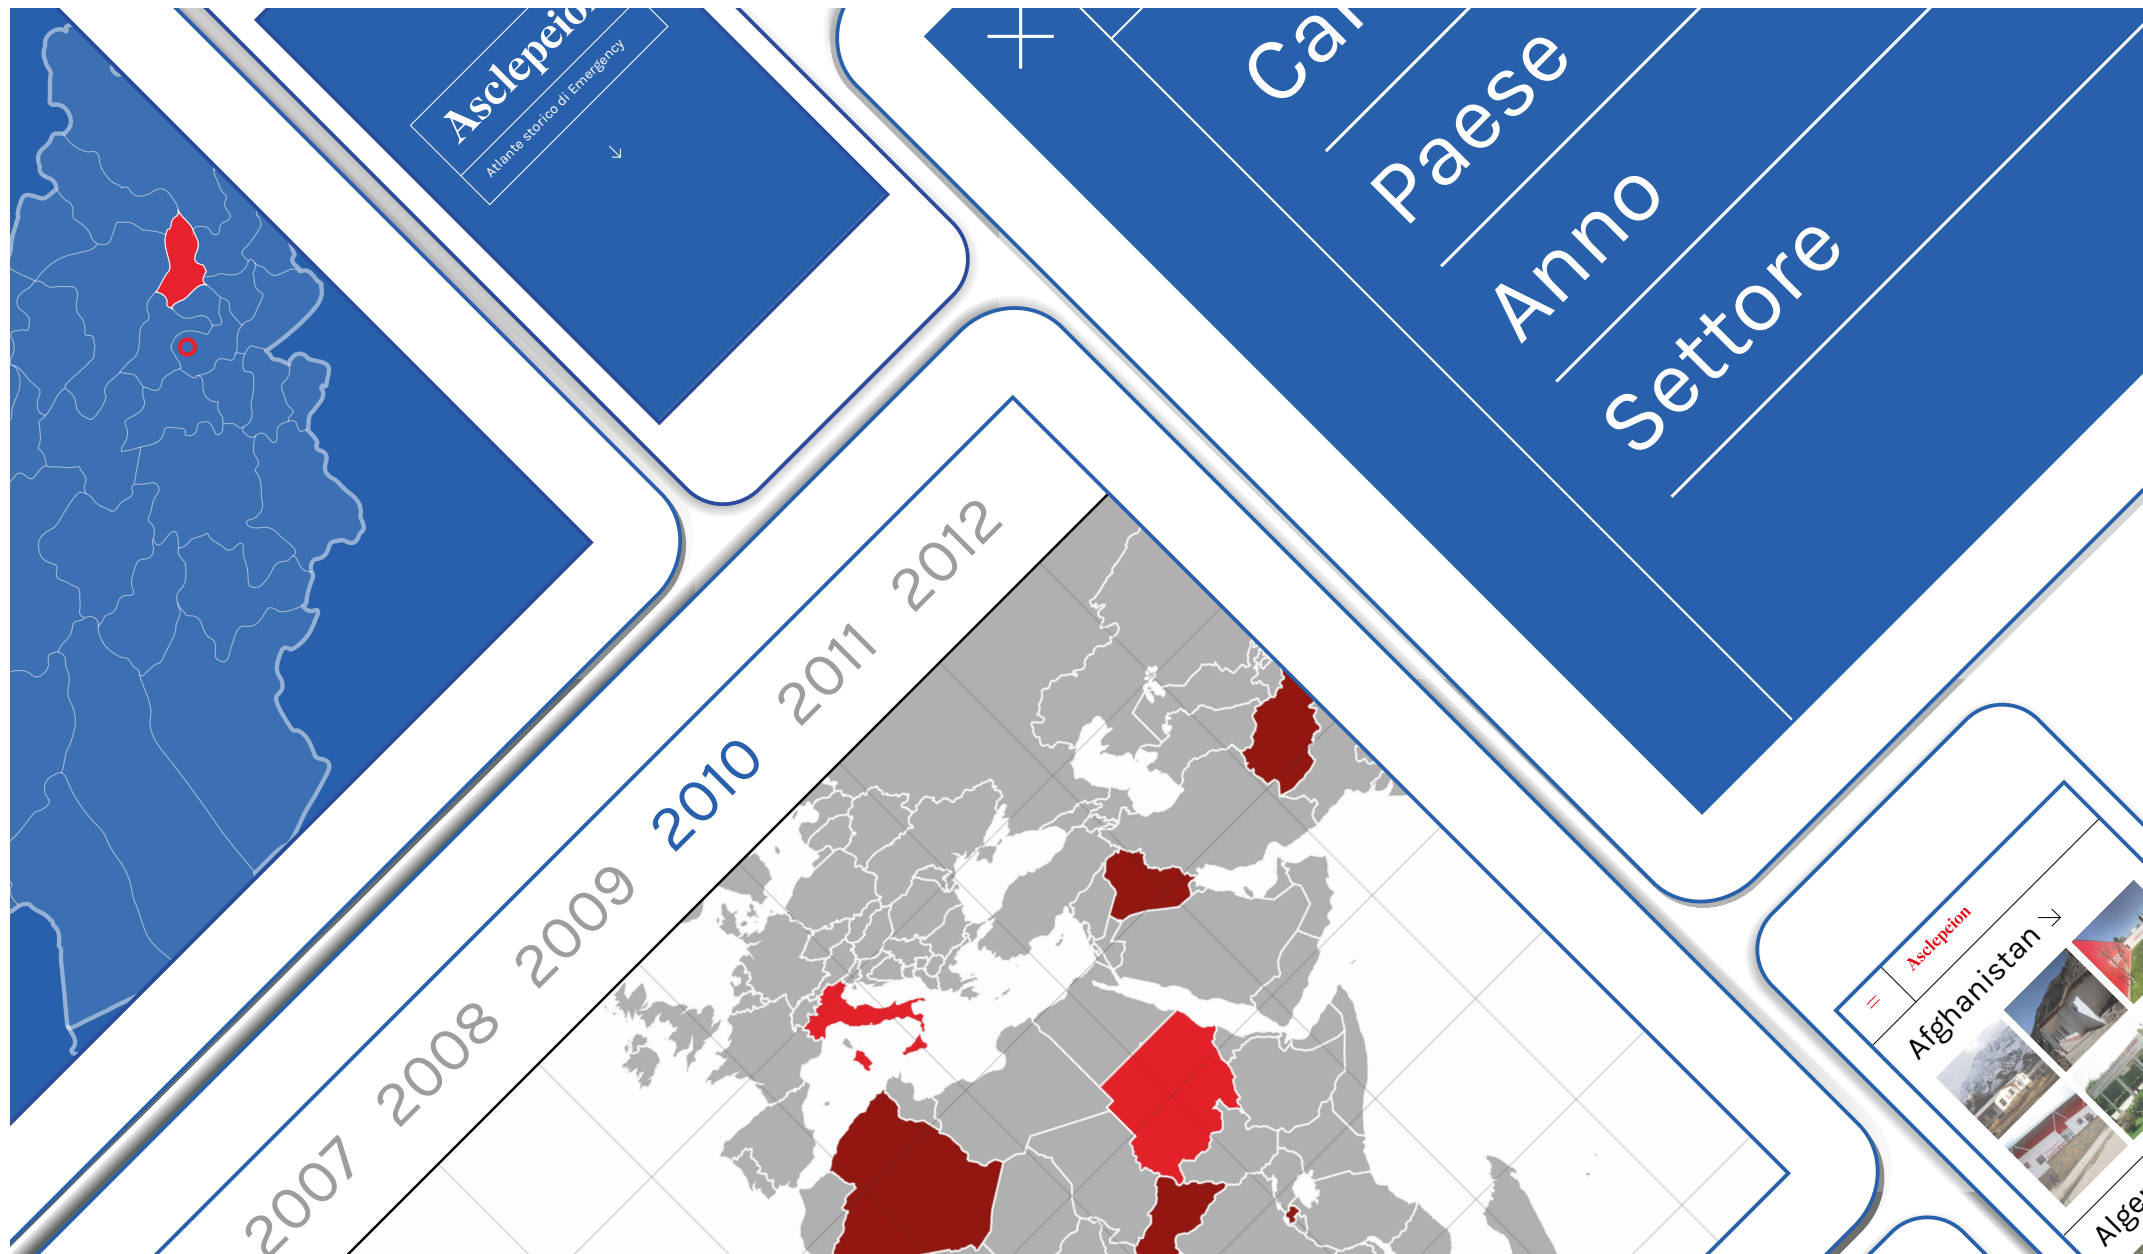 Asclepeio
Atlante storico di Emergency
Paese
Anno
Settore
2007
2008
2009
2010
2011
2012
Asclepeion
Afghanistan